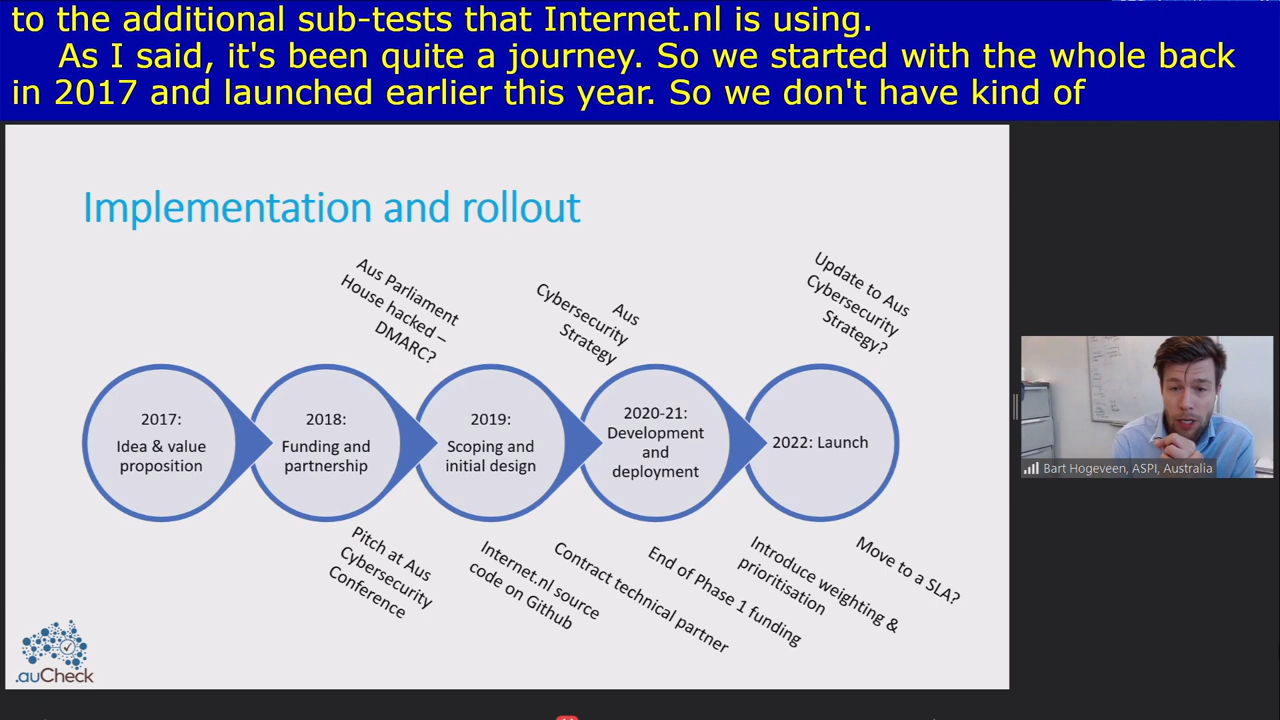 to the additional sub-tests that Internet.nl is using.
As I said, it's been quite a journey. So we started with the whole back
in 2017 and launched earlier this year. So we don't have kind of
Implementation and rollout
Aus Parliament
House hacked –
DMARC?
Aus
Cybersecurity
Strategy
Update to Aus
Cybersecurity
Strategy?
2017:
Idea & value
proposition
2018:
Funding and
partnership
2019:
Scoping and
initial design
2020-21:
Development
and
deployment
2022: Launch
Pitch at Aus
Cybersecurity
Conference
Internet.nl source
code on Github
Contract technical partner
End of Phase 1 funding
Introduce weighting &
prioritisation
Move to a SLA?
.auCheck
Bart Hogeveen, ASPI, Australia